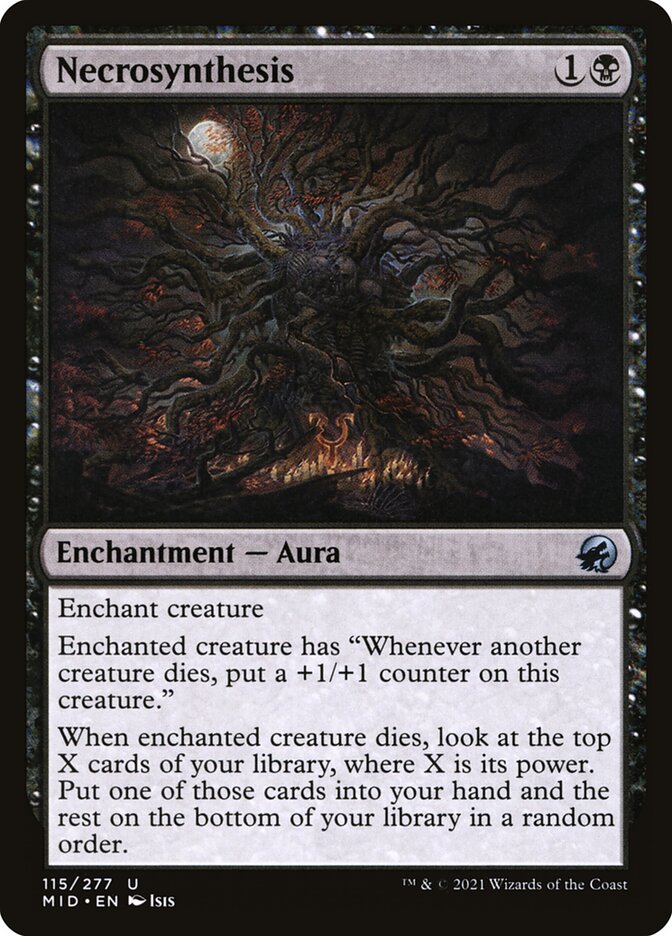 Necrosynthesis 1
Enchantment — Aura
Enchant creature
Enchanted creature has “Whenever another
creature dies, put a +1/+1 counter on this
creature.”
When enchanted creature dies, look at the top
X cards of your library, where X is its power.
Put one of those cards into your hand and the
rest on the bottom of your library in a random
order.
115/277 U
MID • EN Isis
™ & © 2021 Wizards of the Coast